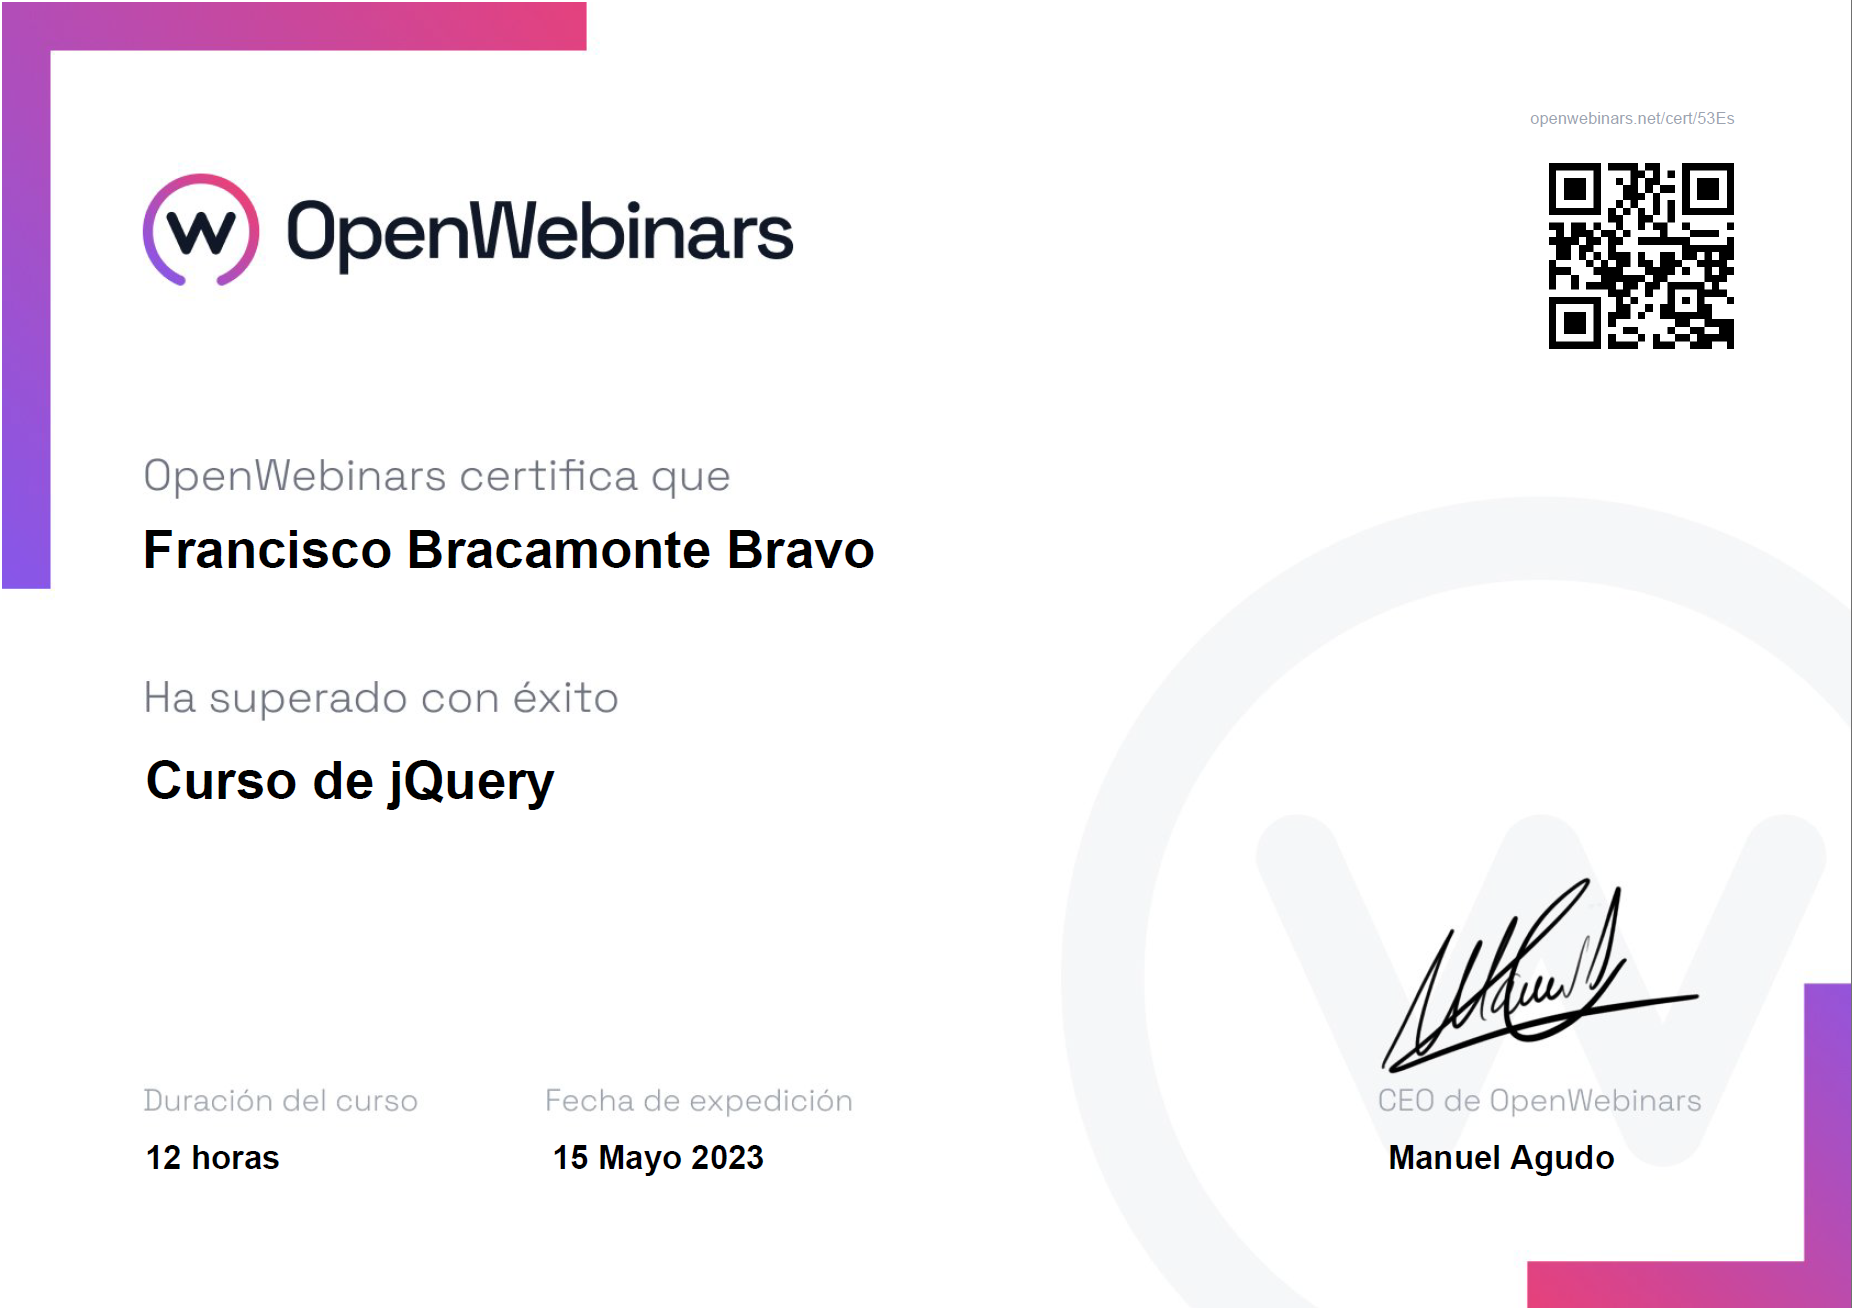 openwebinars.net/cert/53Es
OpenWebinars
OpenWebinars certifica que
Francisco Bracamonte Bravo
Ha superado con éxito
Curso de jQuery
Duración del curso
Fecha de expedición
CEO de OpenWebinars
12 horas
15 Mayo 2023
Manuel Agudo